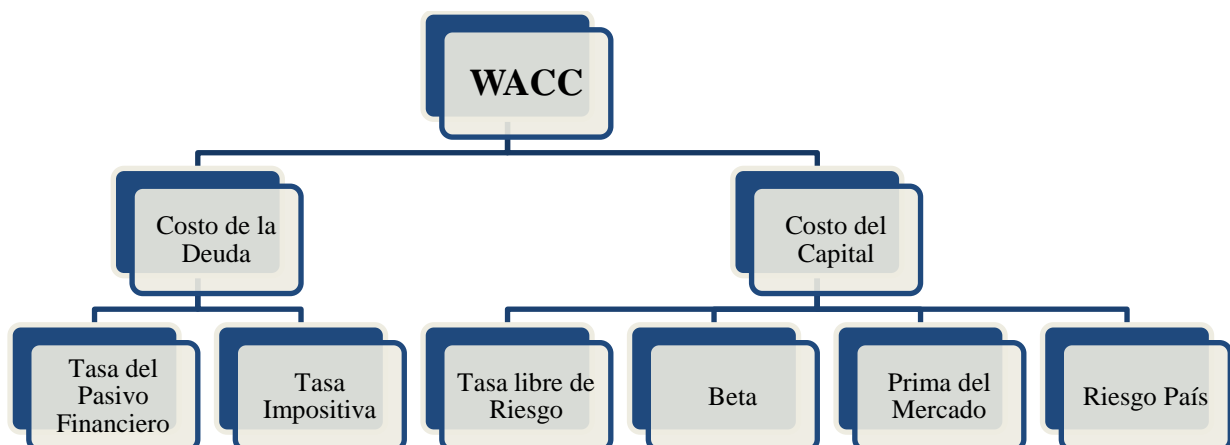 WACC
Costo de la
Deuda
Costo del
Capital
Tasa del
Pasivo
Financiero
Tasa
Impositiva
Tasa libre de
Riesgo
Beta
Prima del
Mercado
Riesgo País